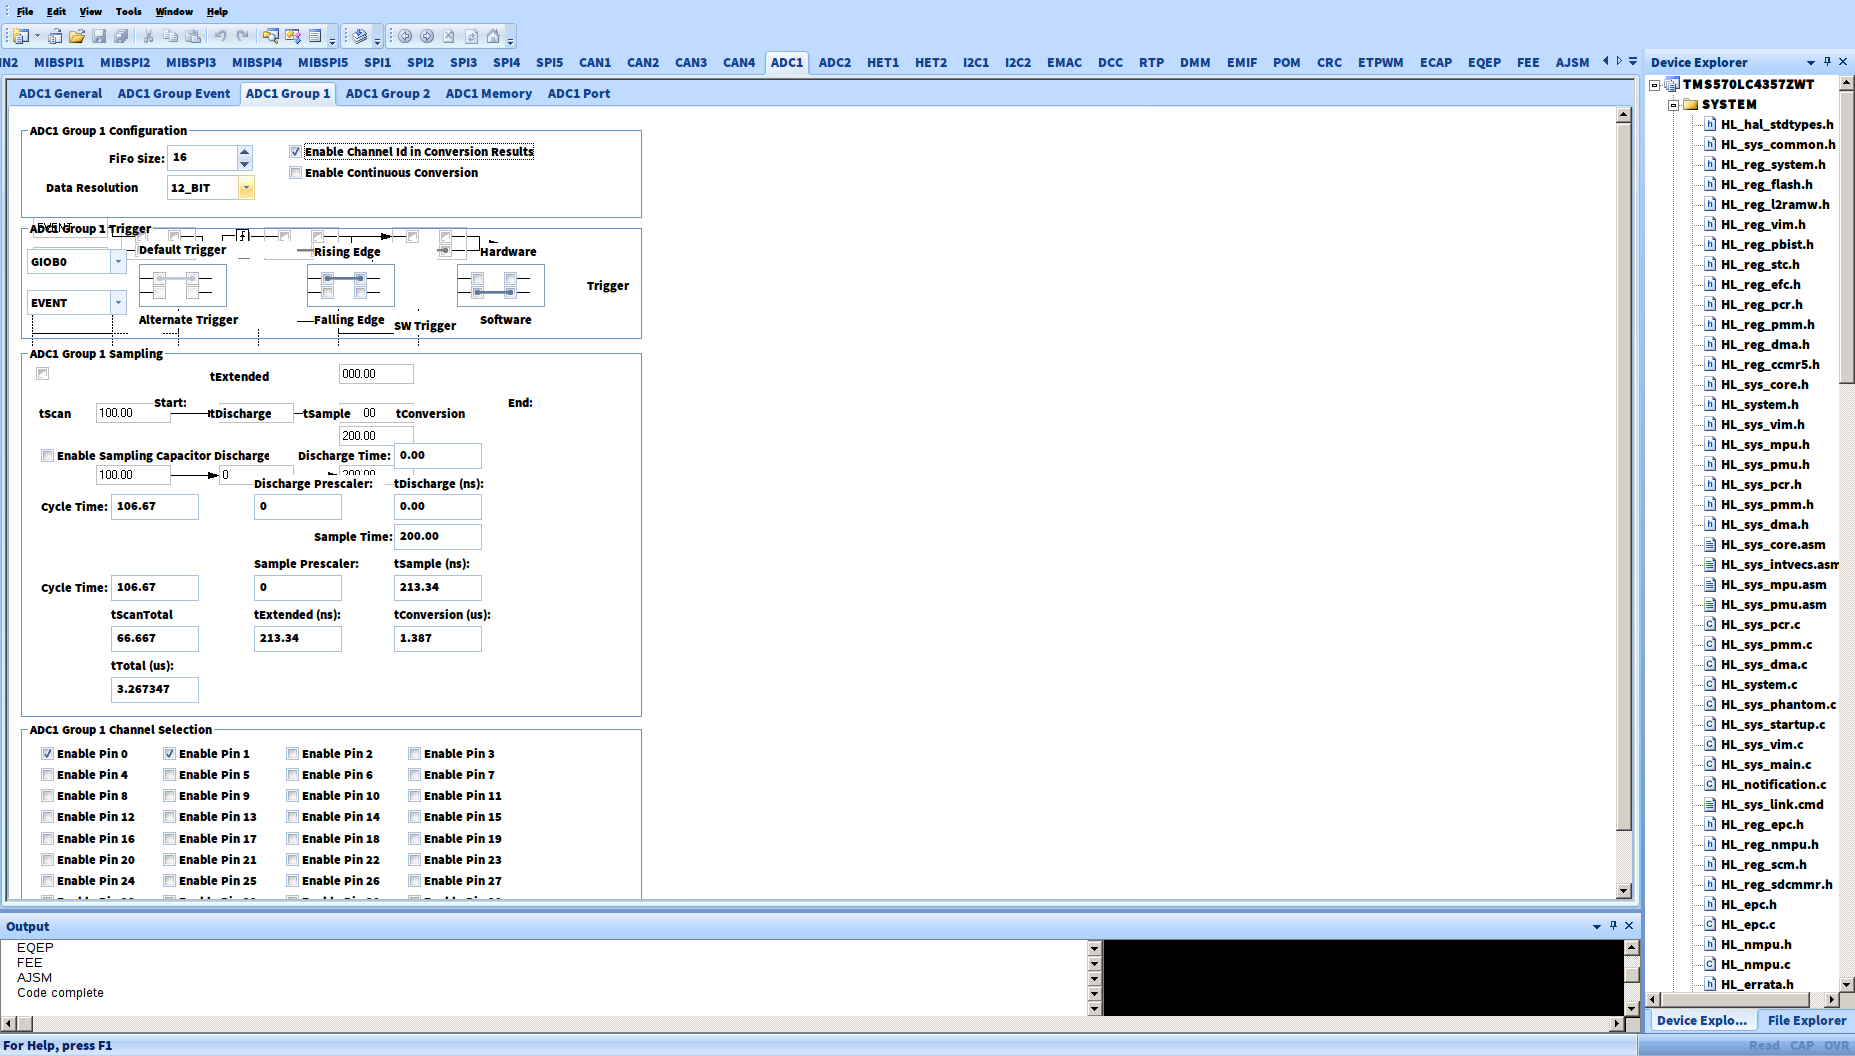 File Edit View Tools Window Help
IN2 MIBSPI1 MIBSPI2 MIBSPI3 MIBSPI4 MIBSPI5 SPI1 SPI2 SPI3 SPI4 SPI5 CAN1 CAN2 CAN3 CAN4 ADC1 ADC2 HET1 HET2 I2C1 I2C2 EMAC DCC RTP DMM EMIF POM CRC ETPWM ECAP EQEP FEE AJSM
ADC1 General ADC1 Group Event ADC1 Group 1 ADC1 Group 2 ADC1 Memory ADC1 Port
ADC1 Group 1 Configuration
FiFo Size: 16
Enable Channel Id in Conversion Results
Enable Continuous Conversion
Data Resolution 12_BIT
EVENT
ADC1 Group 1 Trigger
Default Trigger Rising Edge Hardware
GIOB0
Trigger
EVENT
Alternate Trigger Falling Edge SW Trigger Software
ADC1 Group 1 Sampling
tExtended 000.00
Start: End:
tScan 100.00 tDischarge tSample 00 tConversion
200.00
Enable Sampling Capacitor Discharge Discharge Time: 0.00
100.00 0 200.00
Discharge Prescaler: tDischarge (ns):
Cycle Time: 106.67 0 0.00
Sample Time: 200.00
Sample Prescaler: tSample (ns):
Cycle Time: 106.67 0 213.34
tScanTotal tExtended (ns): tConversion (us):
66.667 213.34 1.387
tTotal (us):
3.267347
ADC1 Group 1 Channel Selection
Enable Pin 0 Enable Pin 1 Enable Pin 2 Enable Pin 3
Enable Pin 4 Enable Pin 5 Enable Pin 6 Enable Pin 7
Enable Pin 8 Enable Pin 9 Enable Pin 10 Enable Pin 11
Enable Pin 12 Enable Pin 13 Enable Pin 14 Enable Pin 15
Enable Pin 16 Enable Pin 17 Enable Pin 18 Enable Pin 19
Enable Pin 20 Enable Pin 21 Enable Pin 22 Enable Pin 23
Enable Pin 24 Enable Pin 25 Enable Pin 26 Enable Pin 27
Output
EQEP
FEE
AJSM
Code complete
For Help, press F1
Device Explorer
TMS570LC4357ZWT
SYSTEM
HL_hal_stdtypes.h
HL_sys_common.h
HL_reg_system.h
HL_reg_flash.h
HL_reg_l2ramw.h
HL_reg_vim.h
HL_reg_pbist.h
HL_reg_stc.h
HL_reg_efc.h
HL_reg_pcr.h
HL_reg_pmm.h
HL_reg_dma.h
HL_reg_ccmr5.h
HL_sys_core.h
HL_system.h
HL_sys_vim.h
HL_sys_mpu.h
HL_sys_pmu.h
HL_sys_pcr.h
HL_sys_pmm.h
HL_sys_dma.h
HL_sys_core.asm
HL_sys_intvecs.asm
HL_sys_mpu.asm
HL_sys_pmu.asm
HL_sys_pcr.c
HL_sys_pmm.c
HL_sys_dma.c
HL_system.c
HL_sys_phantom.c
HL_sys_startup.c
HL_sys_vim.c
HL_sys_main.c
HL_notification.c
HL_sys_link.cmd
HL_reg_epc.h
HL_reg_nmpu.h
HL_reg_scm.h
HL_reg_sdcmmr.h
HL_epc.h
HL_epc.c
HL_nmpu.h
HL_nmpu.c
HL_errata.h
Device Explo... File Explorer
Read CAP OVR